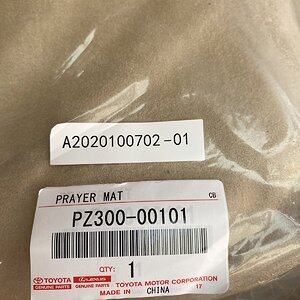 A2020100702-01
PRAYER MAT CB
PZ300-00101
QTY: 1
TOYOTA LEXUS TOYOTA MOTOR CORPORATION
GENUINE PARTS GENUINE PARTS
MADE IN CHINA 17